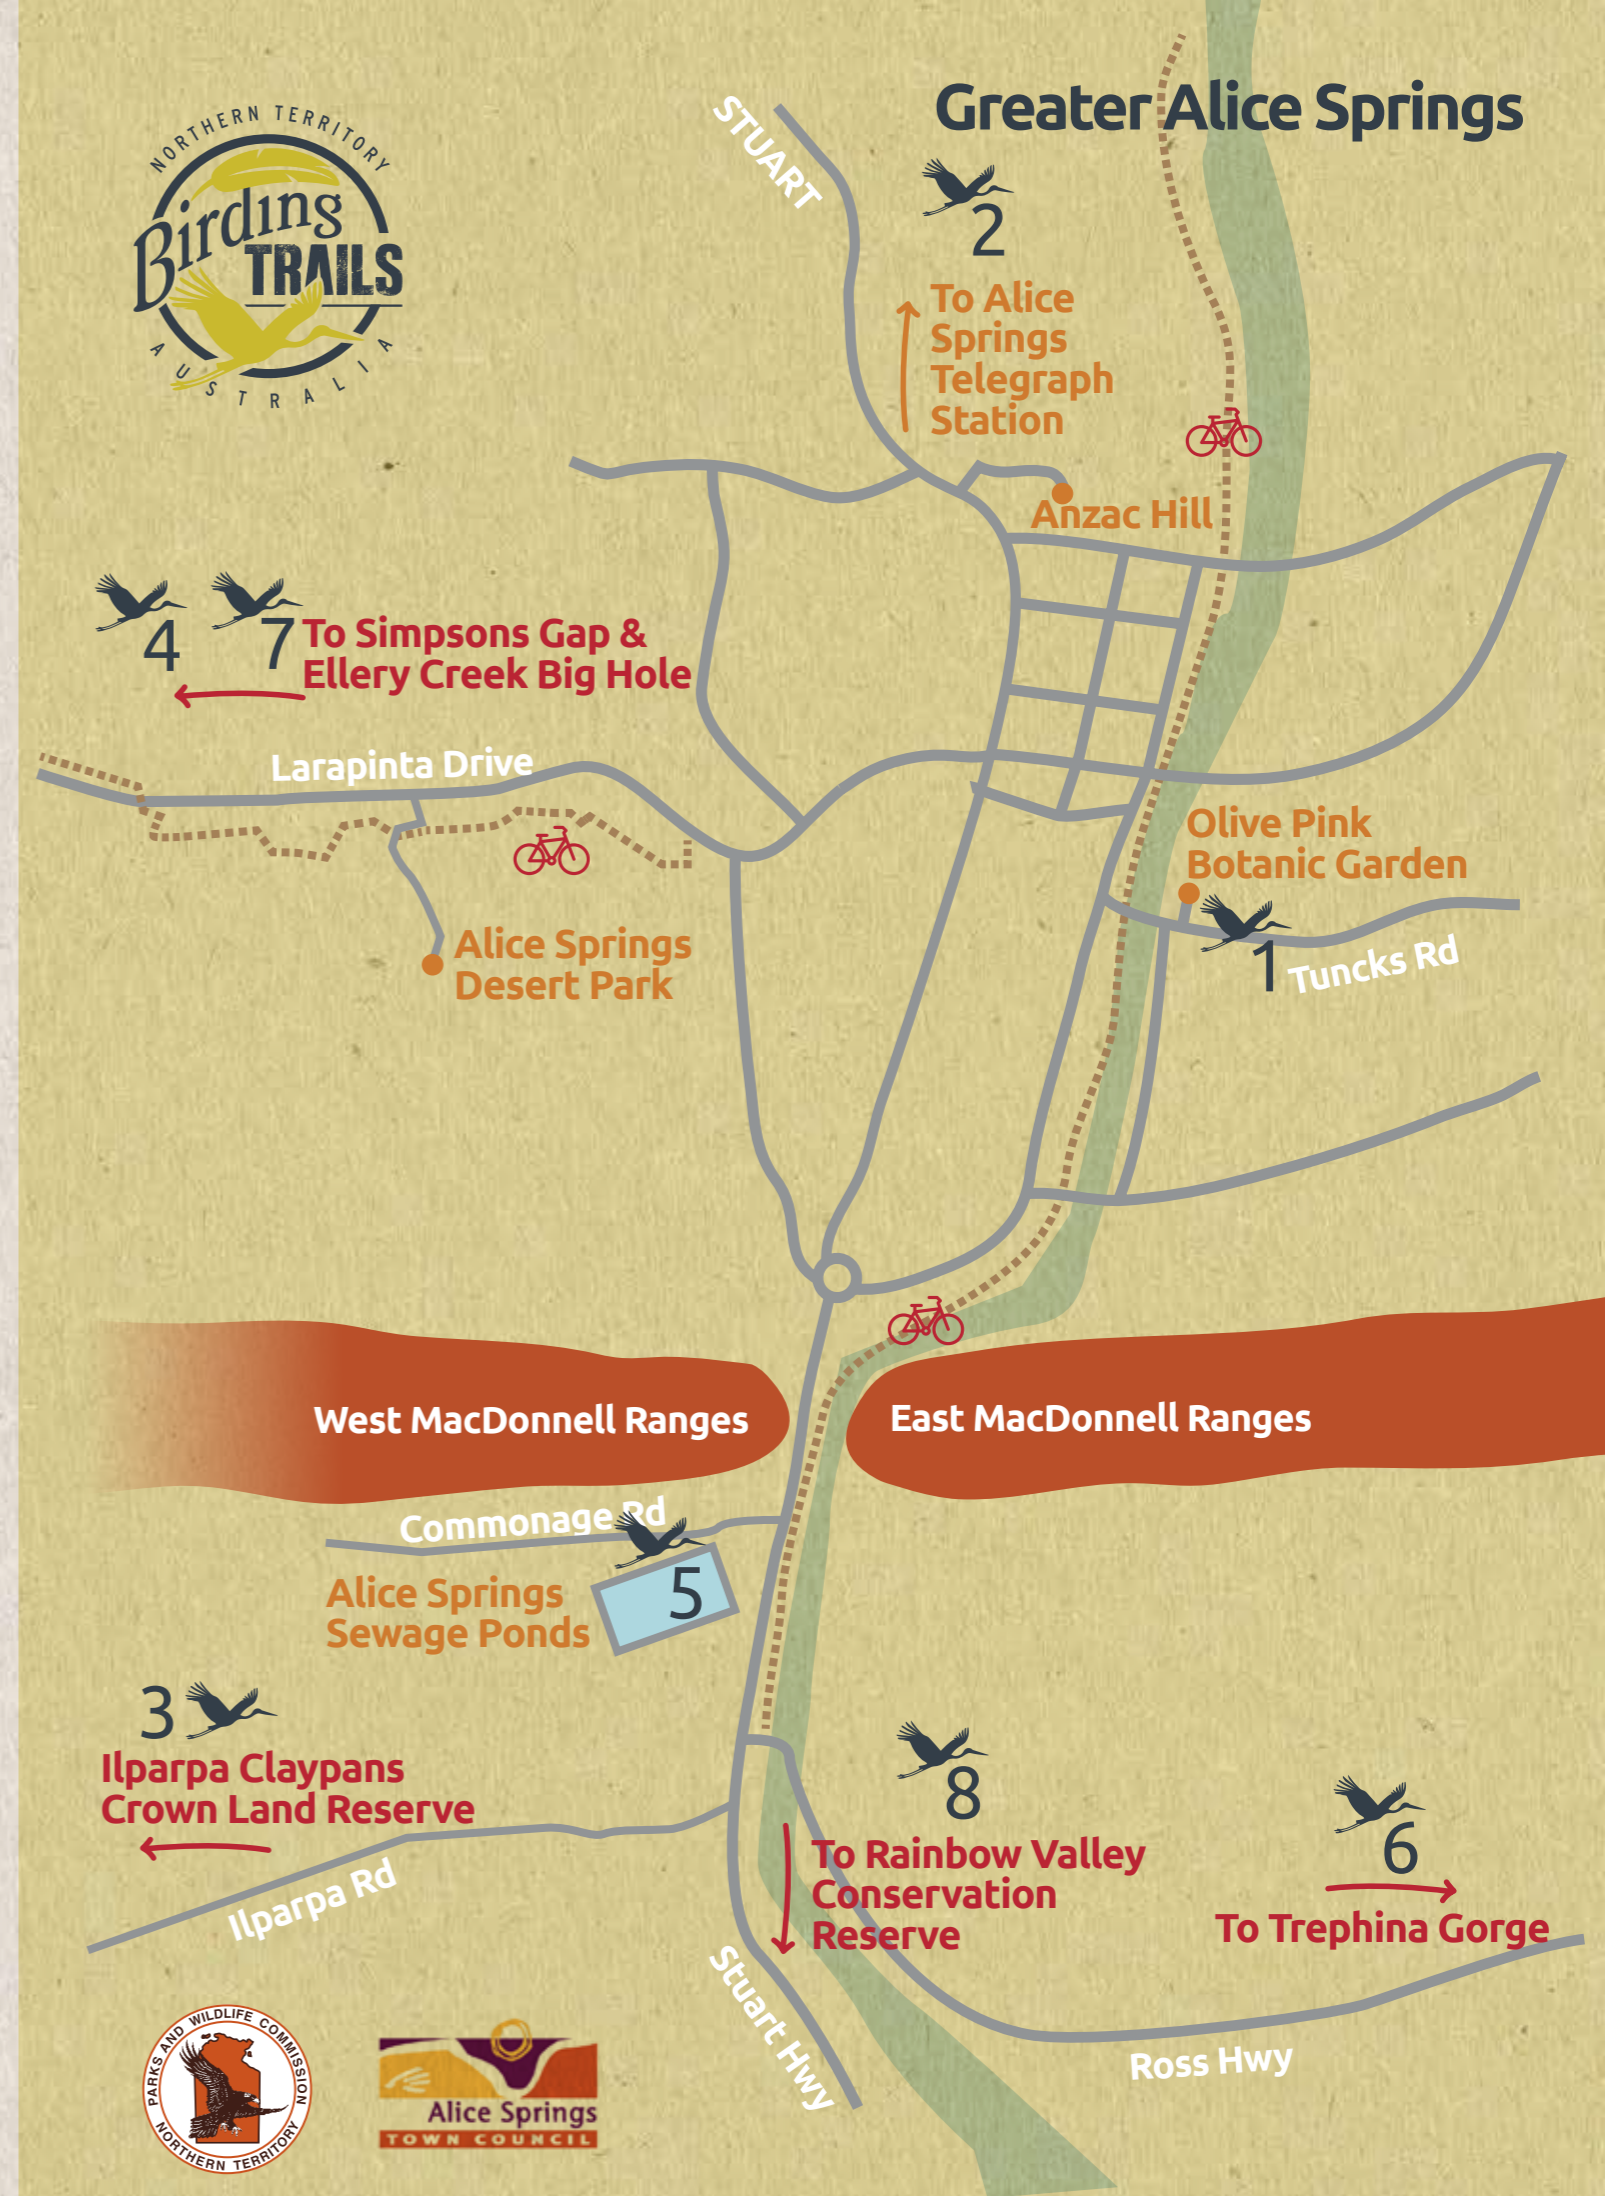 Greater Alice Springs
NORTHERN TERRITORY
Birding
TRAILS
AUSTRALIA
STUART
2
To Alice
Springs
Telegraph
Station
Anzac Hill
4
7
To Simpsons Gap &
Ellery Creek Big Hole
Larapinta Drive
Olive Pink
Botanic Garden
1
Tuncks Rd
Alice Springs
Desert Park
West MacDonnell Ranges
East MacDonnell Ranges
Commonage Rd
Alice Springs
Sewage Ponds
5
3
Ilparpa Claypans
Crown Land Reserve
Ilparpa Rd
8
To Rainbow Valley
Conservation
Reserve
6
To Trephina Gorge
Stuart Hwy
Ross Hwy
PARKS AND WILDLIFE COMMISSION
NORTHERN TERRITORY
Alice Springs
TOWN COUNCIL